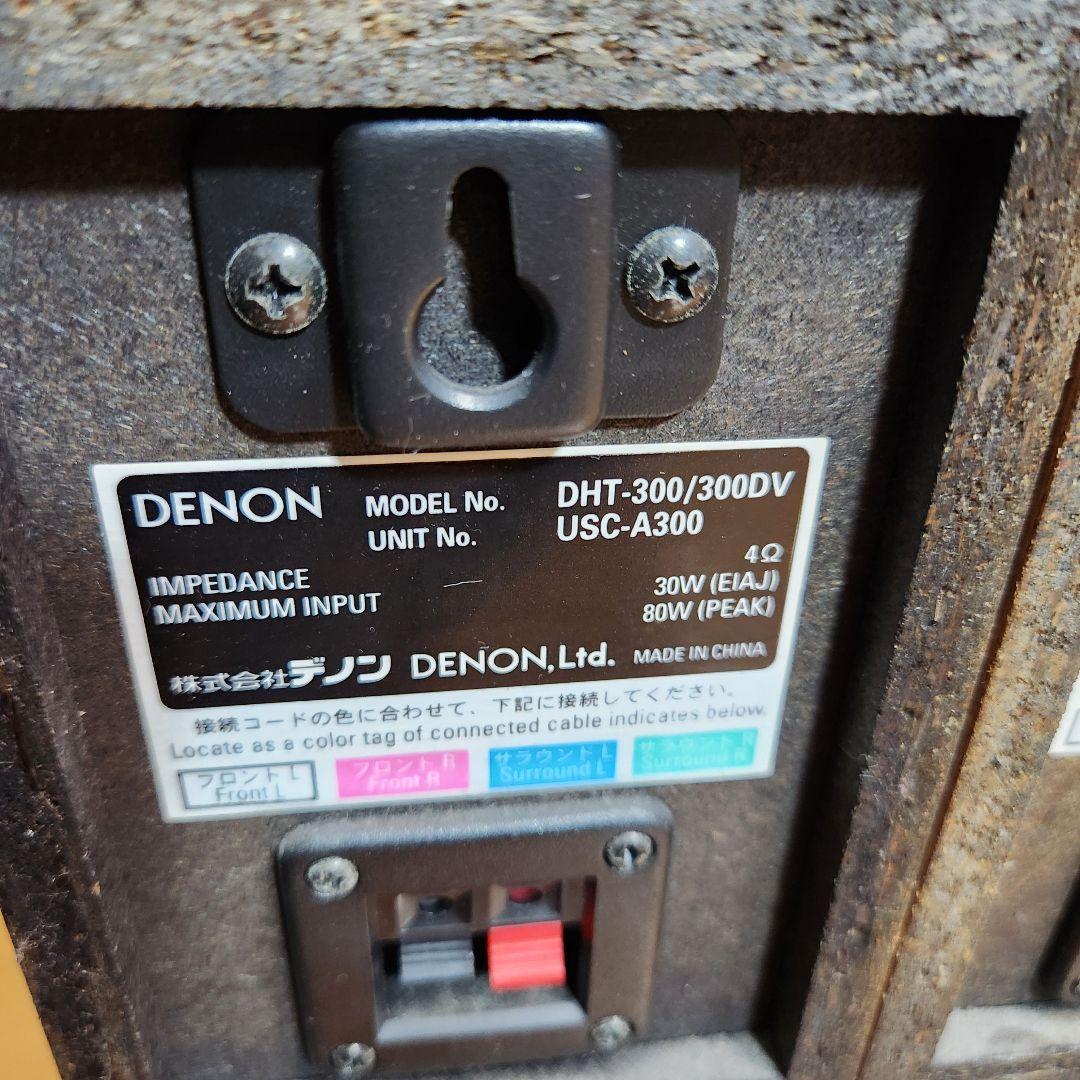 DENON MODEL No. DHT-300/300DV
UNIT No. USC-A300
IMPEDANCE 4Ω
MAXIMUM INPUT 30W (EIAJ)
80W (PEAK)
株式会社デノン DENON, Ltd. MADE IN CHINA
接続コードの色に合わせて、下記に接続してください。
Locate as a color tag of connected cable indicates below.
フロント L フロント R サラウンド L サラウンド R
Front L Front R Surround L Surround R